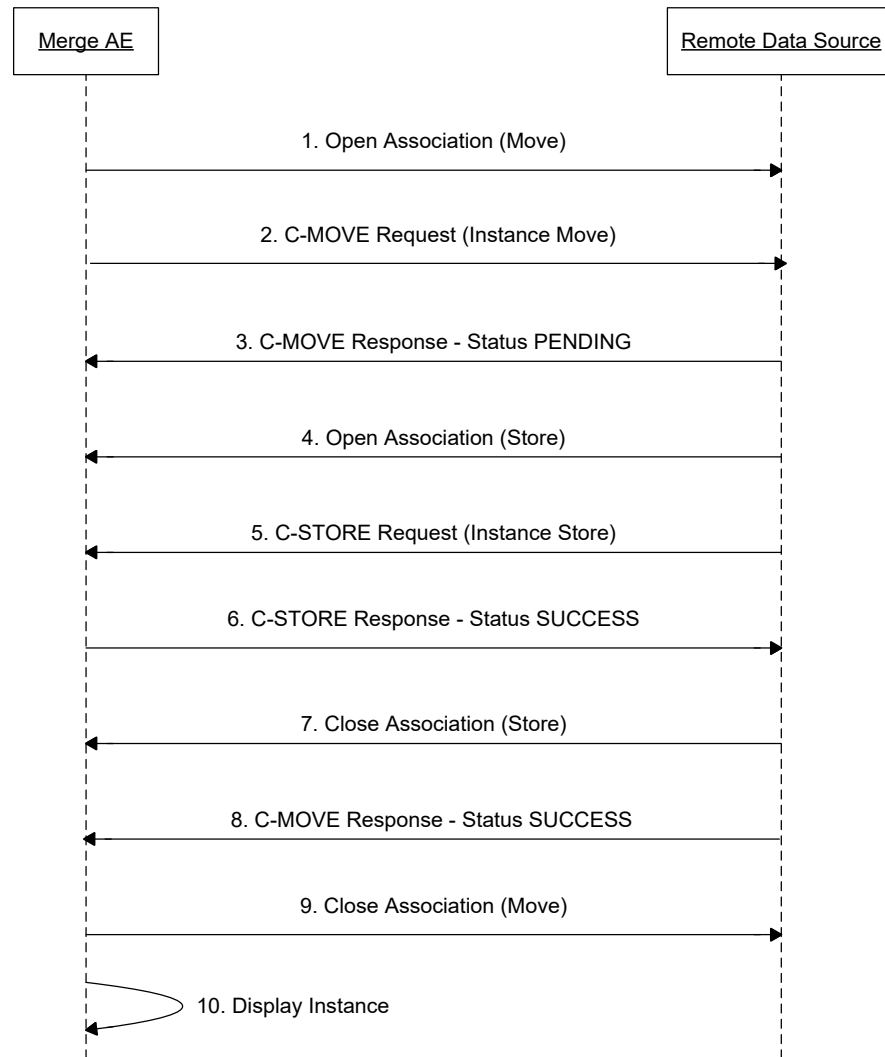 Merge AE
Remote Data Source
1. Open Association (Move)
2. C-MOVE Request (Instance Move)
3. C-MOVE Response - Status PENDING
4. Open Association (Store)
5. C-STORE Request (Instance Store)
6. C-STORE Response - Status SUCCESS
7. Close Association (Store)
8. C-MOVE Response - Status SUCCESS
9. Close Association (Move)
10. Display Instance